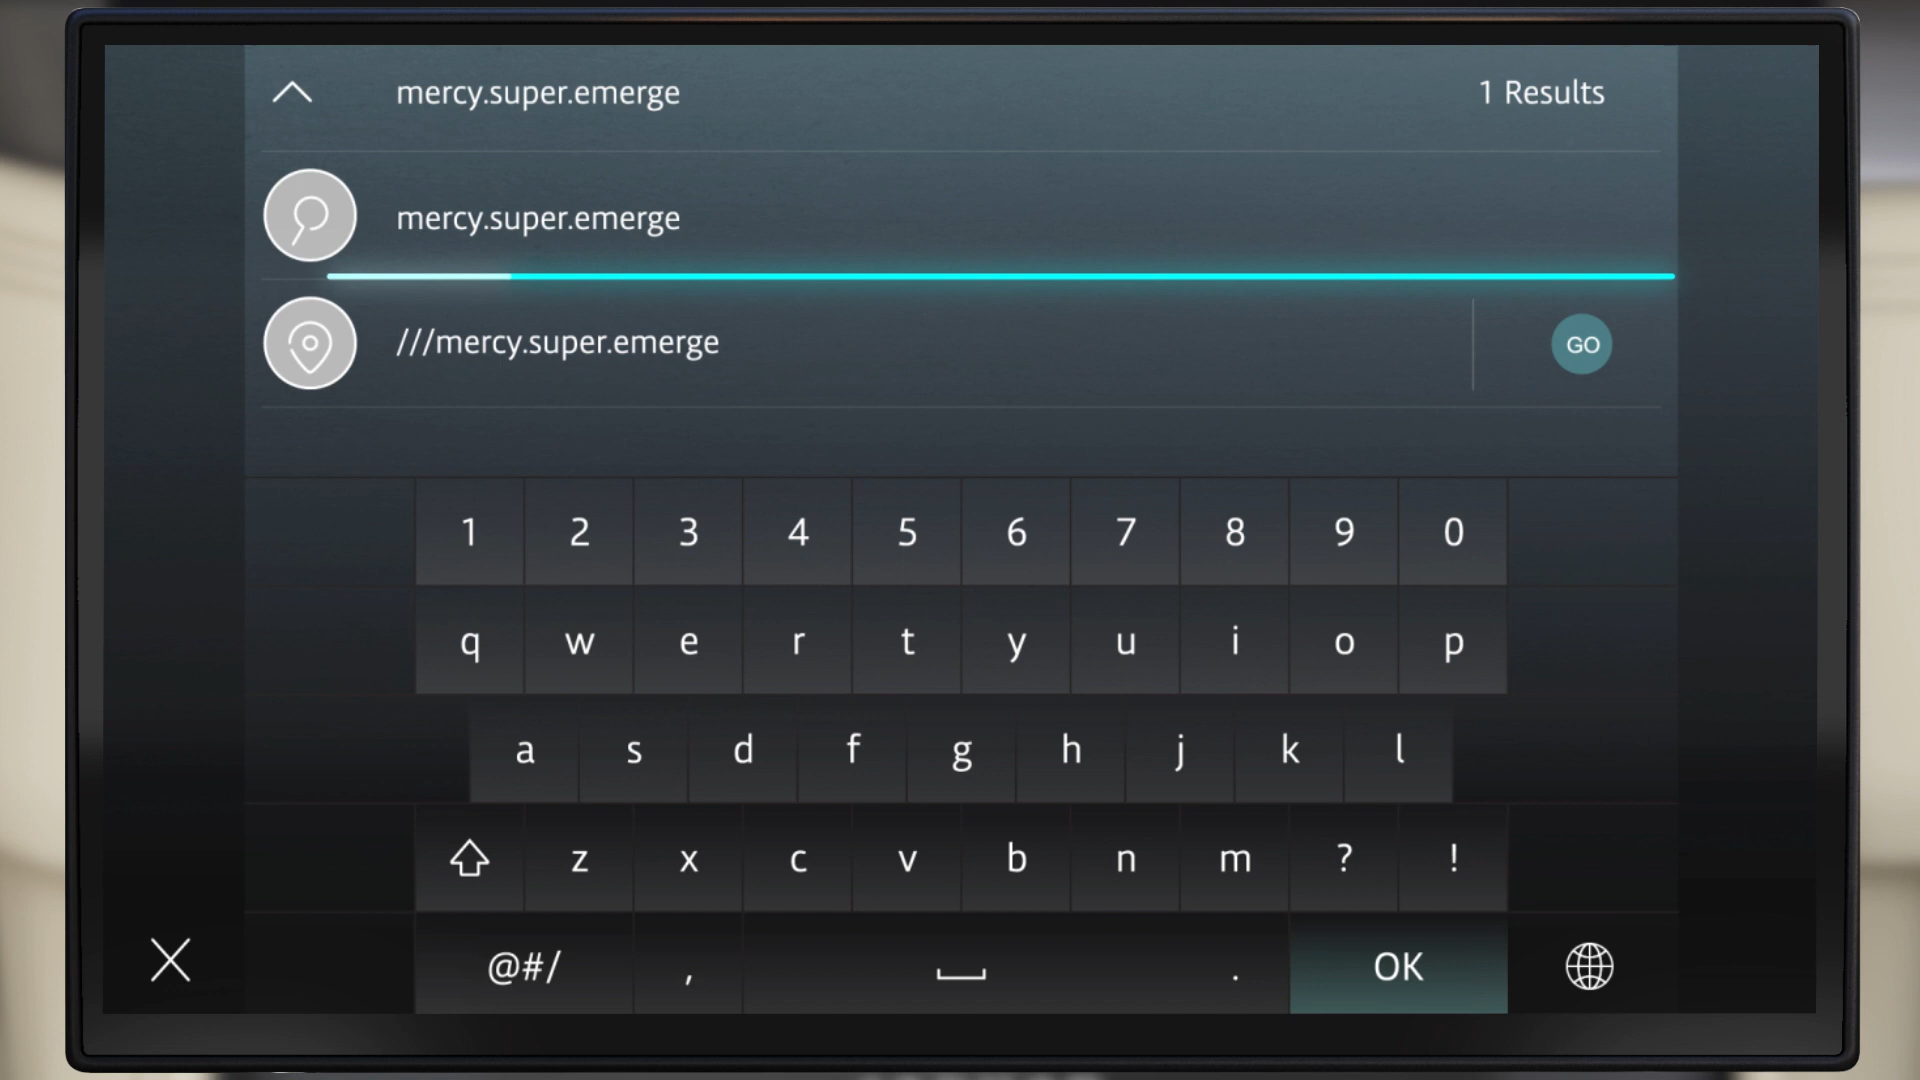 mercy.super.emerge 1 Results
mercy.super.emerge
///mercy.super.emerge GO
1 2 3 4 5 6 7 8 9 0
q w e r t y u i o p
a s d f g h j k l
z x c v b n m ? !
@#/ , . OK